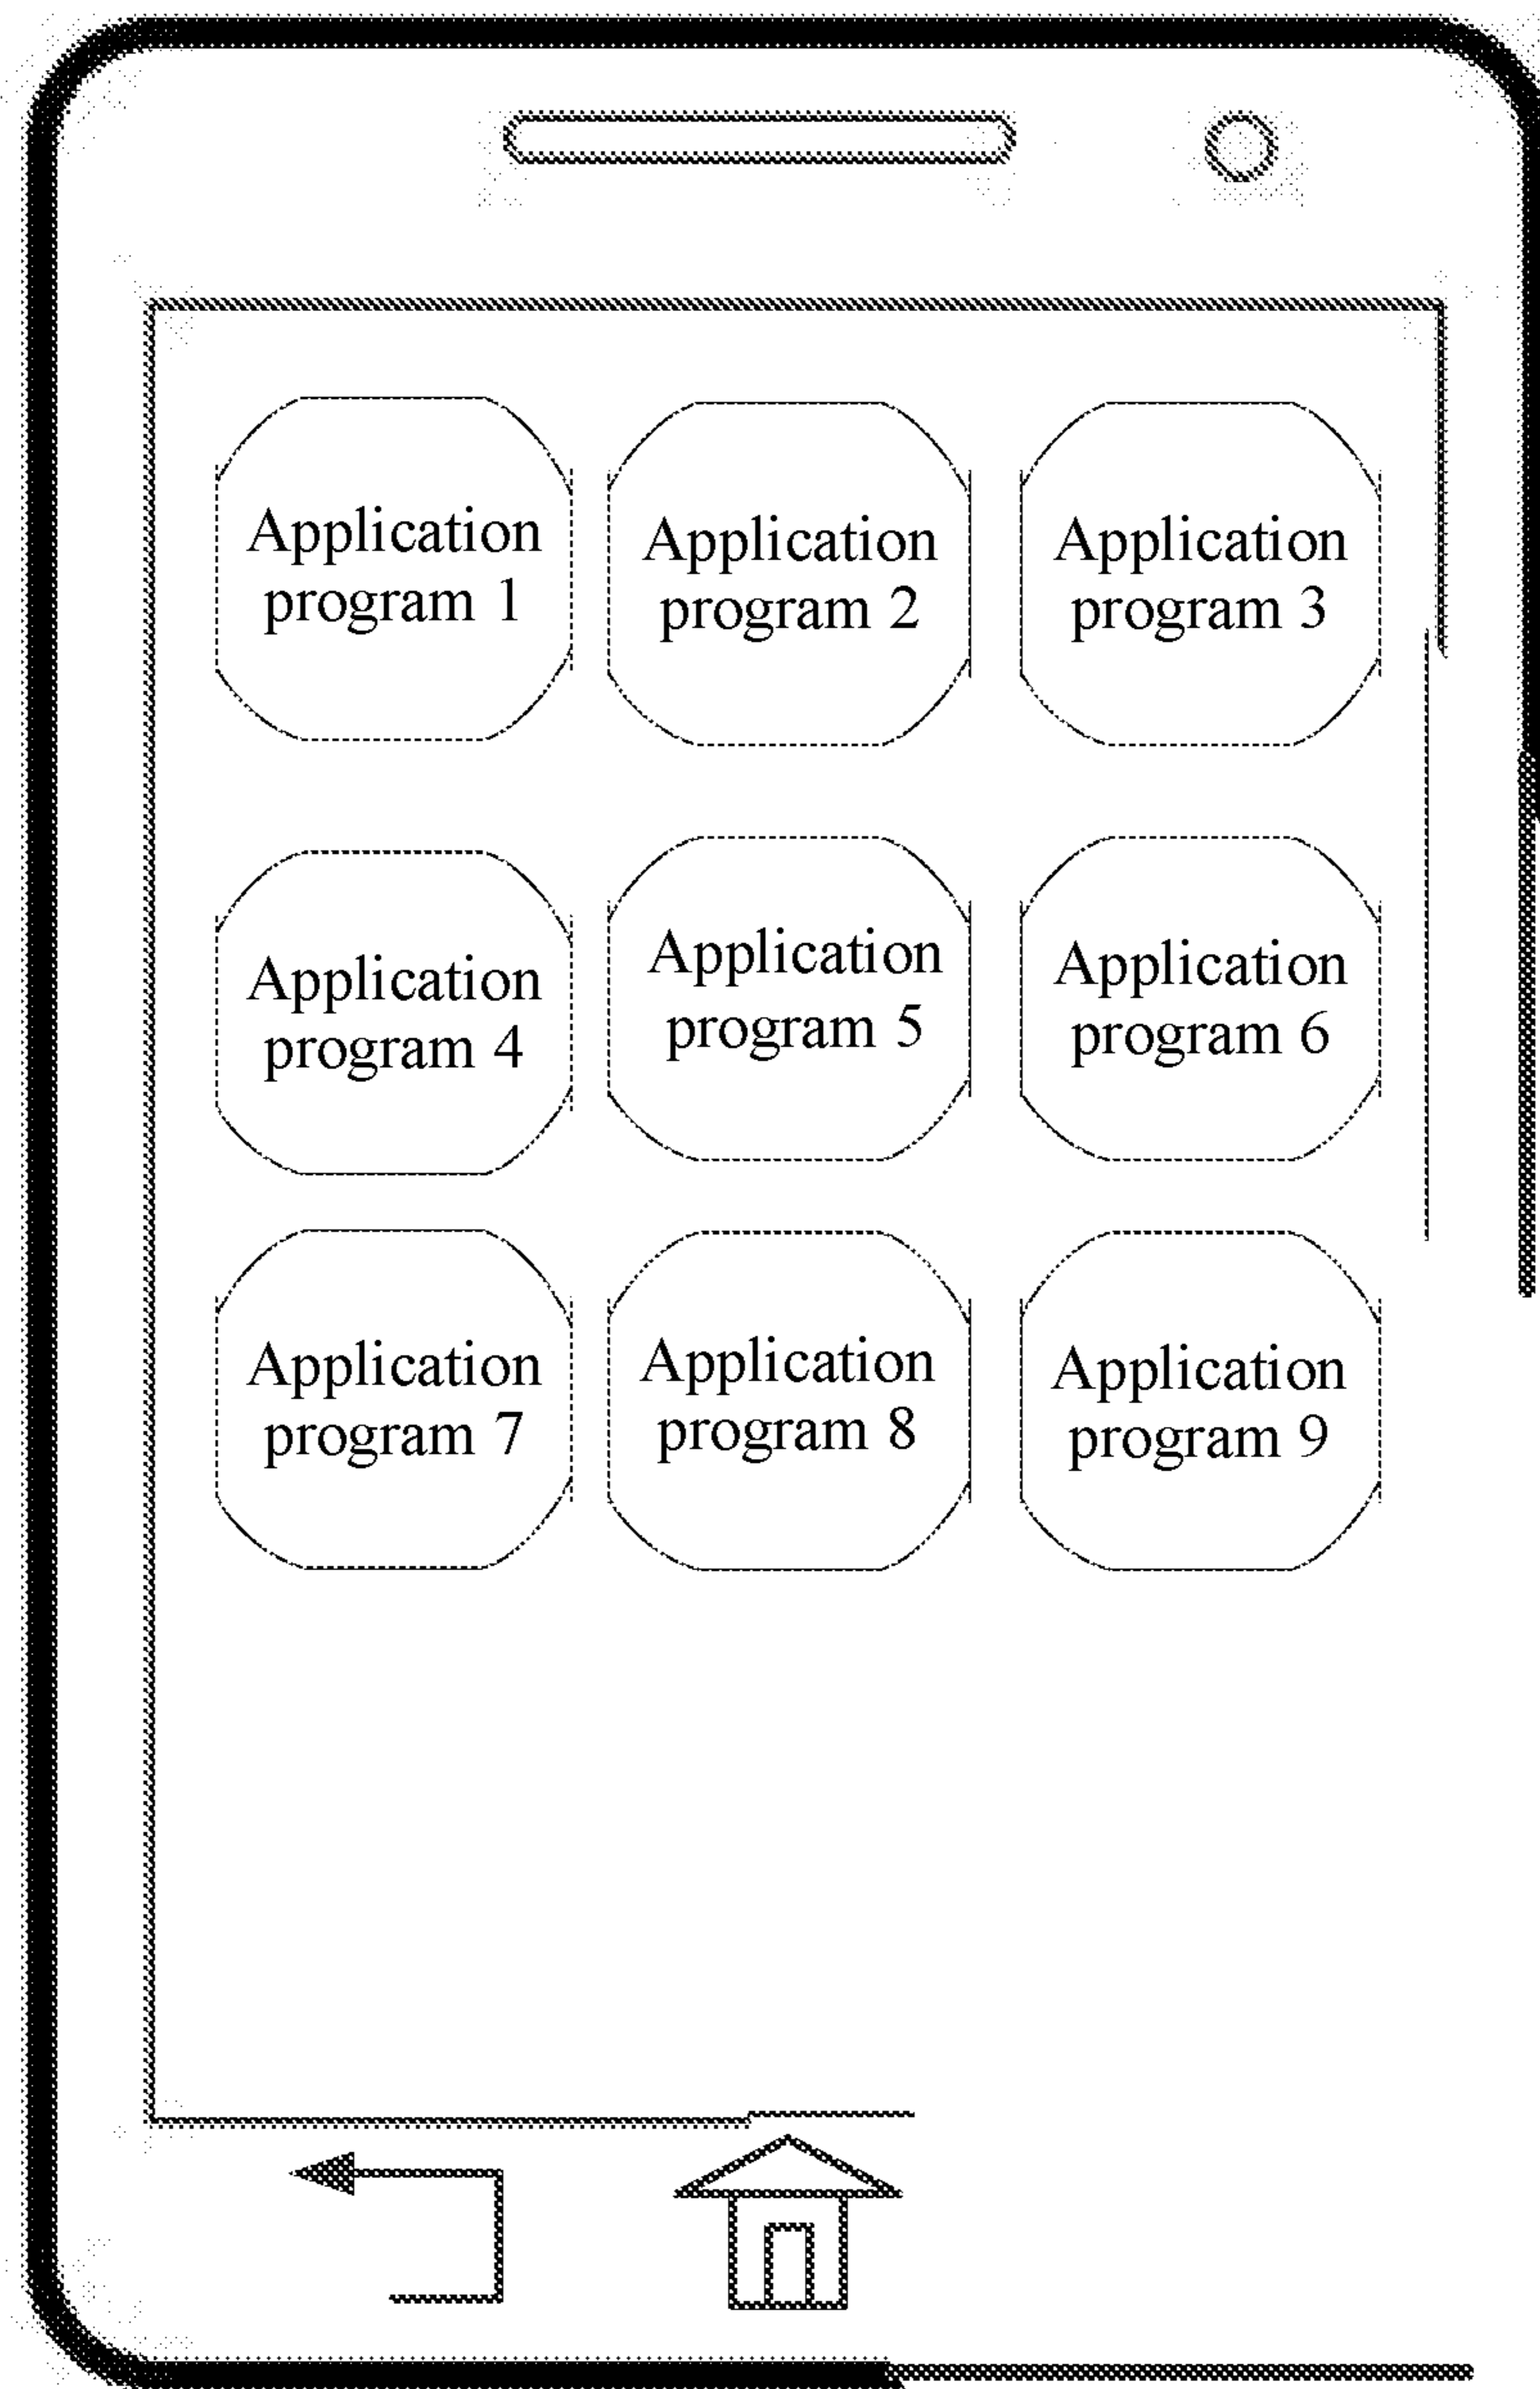 Application
program 1
Application
program 2
Application
program 3
Application
program 4
Application
program 5
Application
program 6
Application
program 7
Application
program 8
Application
program 9